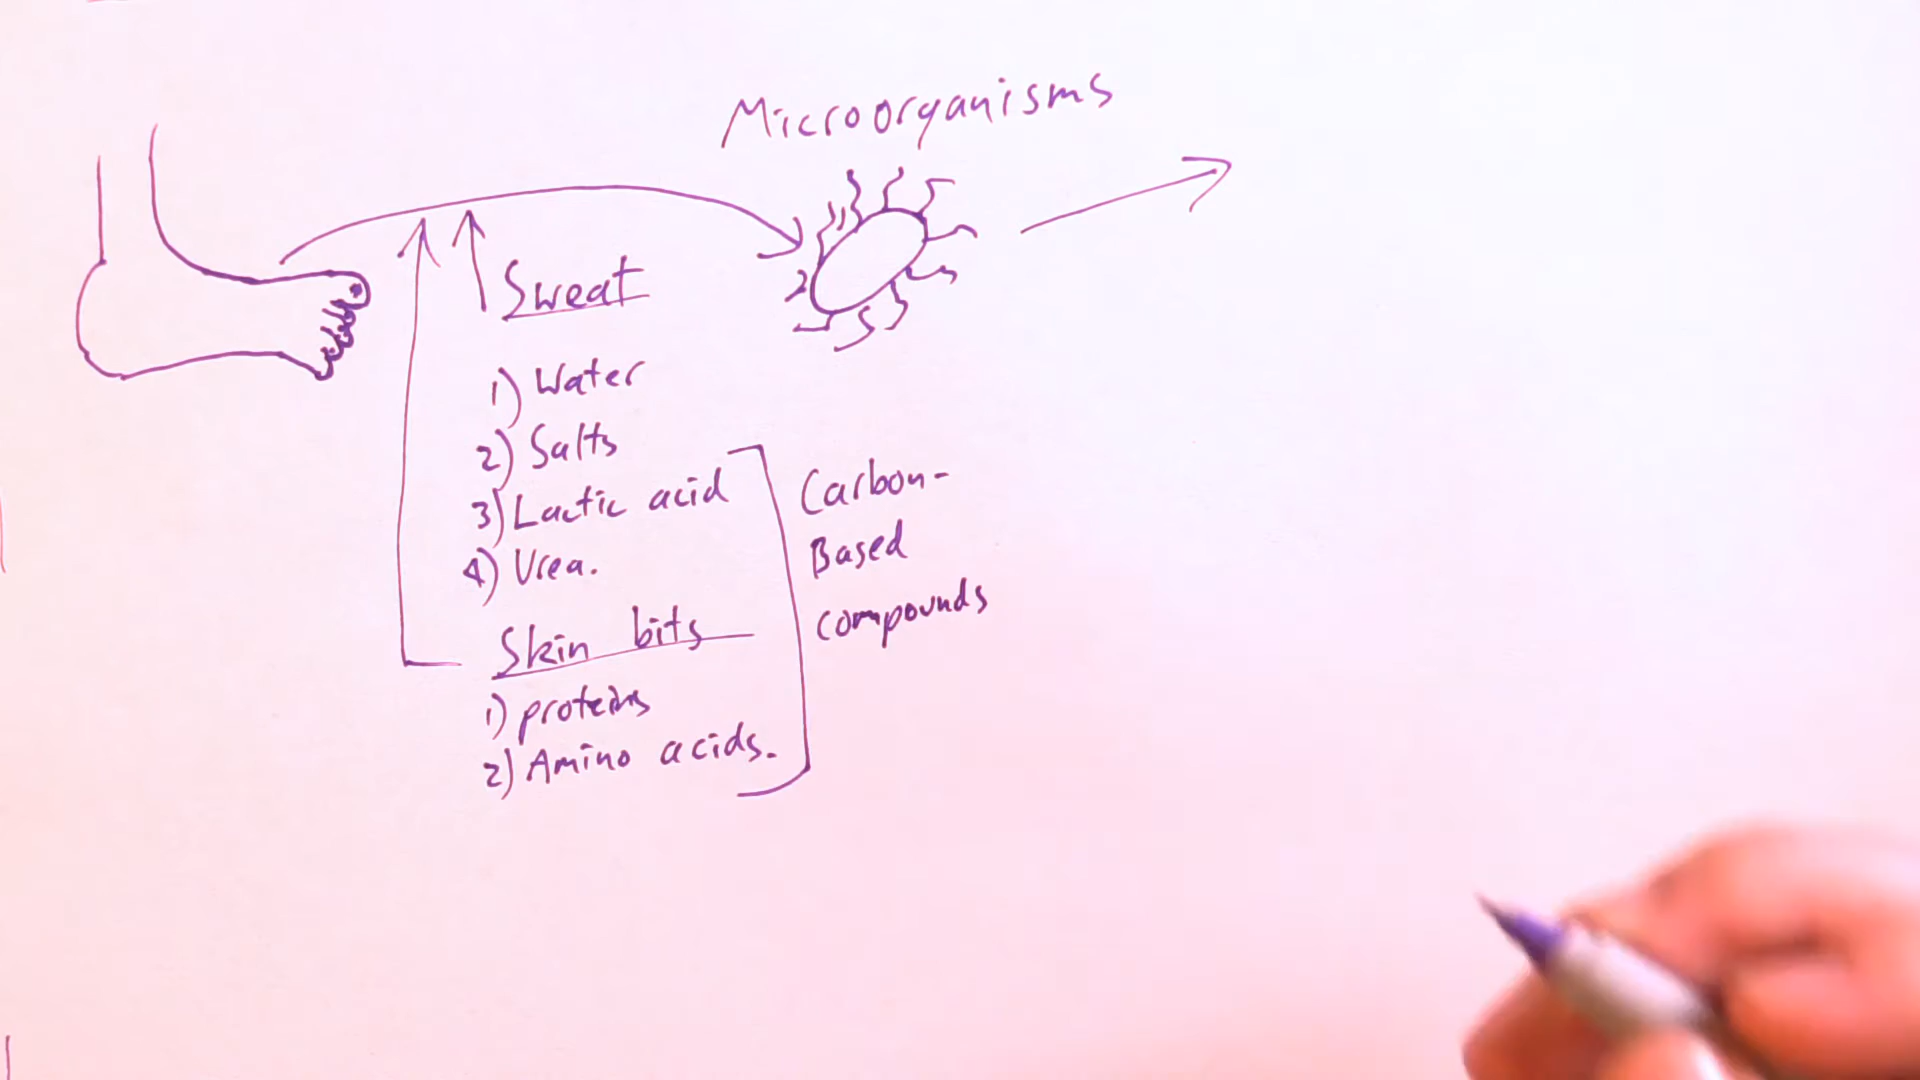 Microorganisms
Sweat
1) Water
2) Salts
3) Lactic acid
4) Urea.
Skin bits
1) proteins
2) Amino acids.
Carbon-
Based
compounds